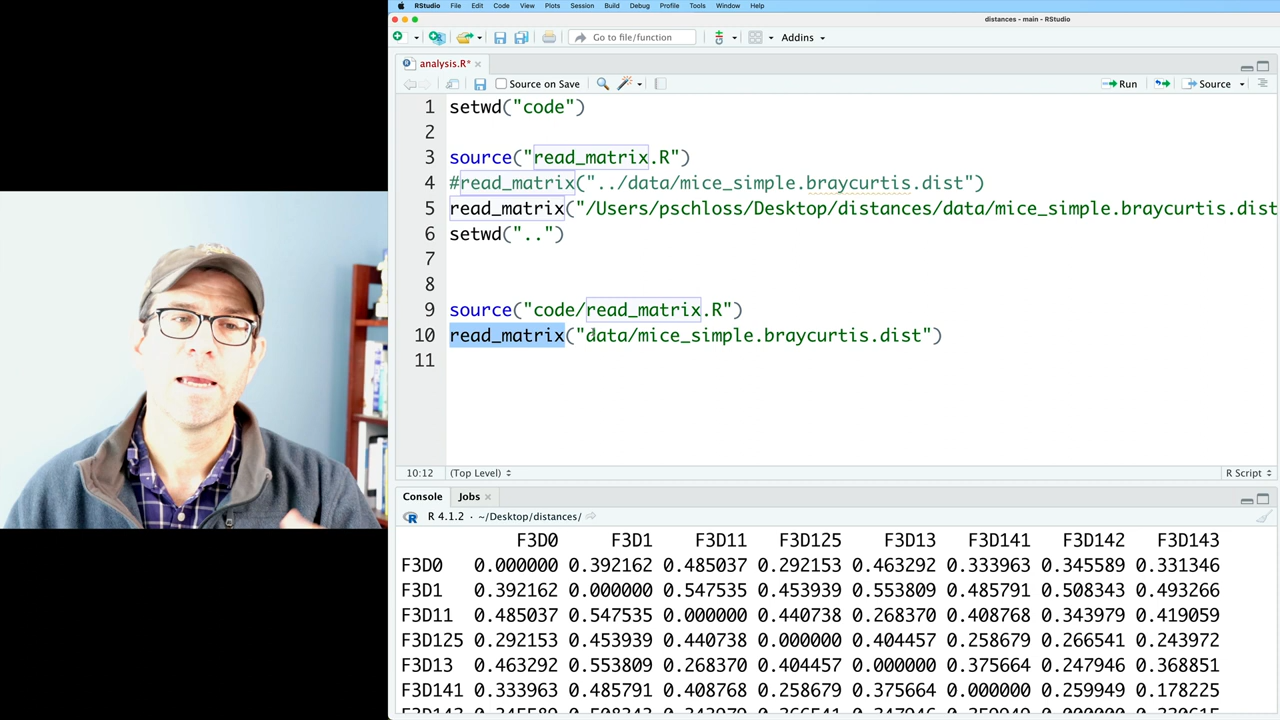 RStudio File Edit Code View Plots Session Build Debug Profile Tools Window Help
distances - main - RStudio
Go to file/function Addins
analysis.R*
Source on Save Run Source
1 setwd("code")
2
3 source("read_matrix.R")
4 #read_matrix("../data/mice_simple.braycurtis.dist")
5 read_matrix("/Users/pschloss/Desktop/distances/data/mice_simple.braycurtis.dist
6 setwd("..")
7
8
9 source("code/read_matrix.R")
10 read_matrix("data/mice_simple.braycurtis.dist")
11
10:12 (Top Level) R Script
Console Jobs
R 4.1.2 · ~/Desktop/distances/
F3D0 F3D1 F3D11 F3D125 F3D13 F3D141 F3D142 F3D143
F3D0 0.000000 0.392162 0.485037 0.292153 0.463292 0.333963 0.345589 0.331346
F3D1 0.392162 0.000000 0.547535 0.453939 0.553809 0.485791 0.508343 0.493266
F3D11 0.485037 0.547535 0.000000 0.440738 0.268370 0.408768 0.343979 0.419059
F3D125 0.292153 0.453939 0.440738 0.000000 0.404457 0.258679 0.266541 0.243972
F3D13 0.463292 0.553809 0.268370 0.404457 0.000000 0.375664 0.247946 0.368851
F3D141 0.333963 0.485791 0.408768 0.258679 0.375664 0.000000 0.259949 0.178225